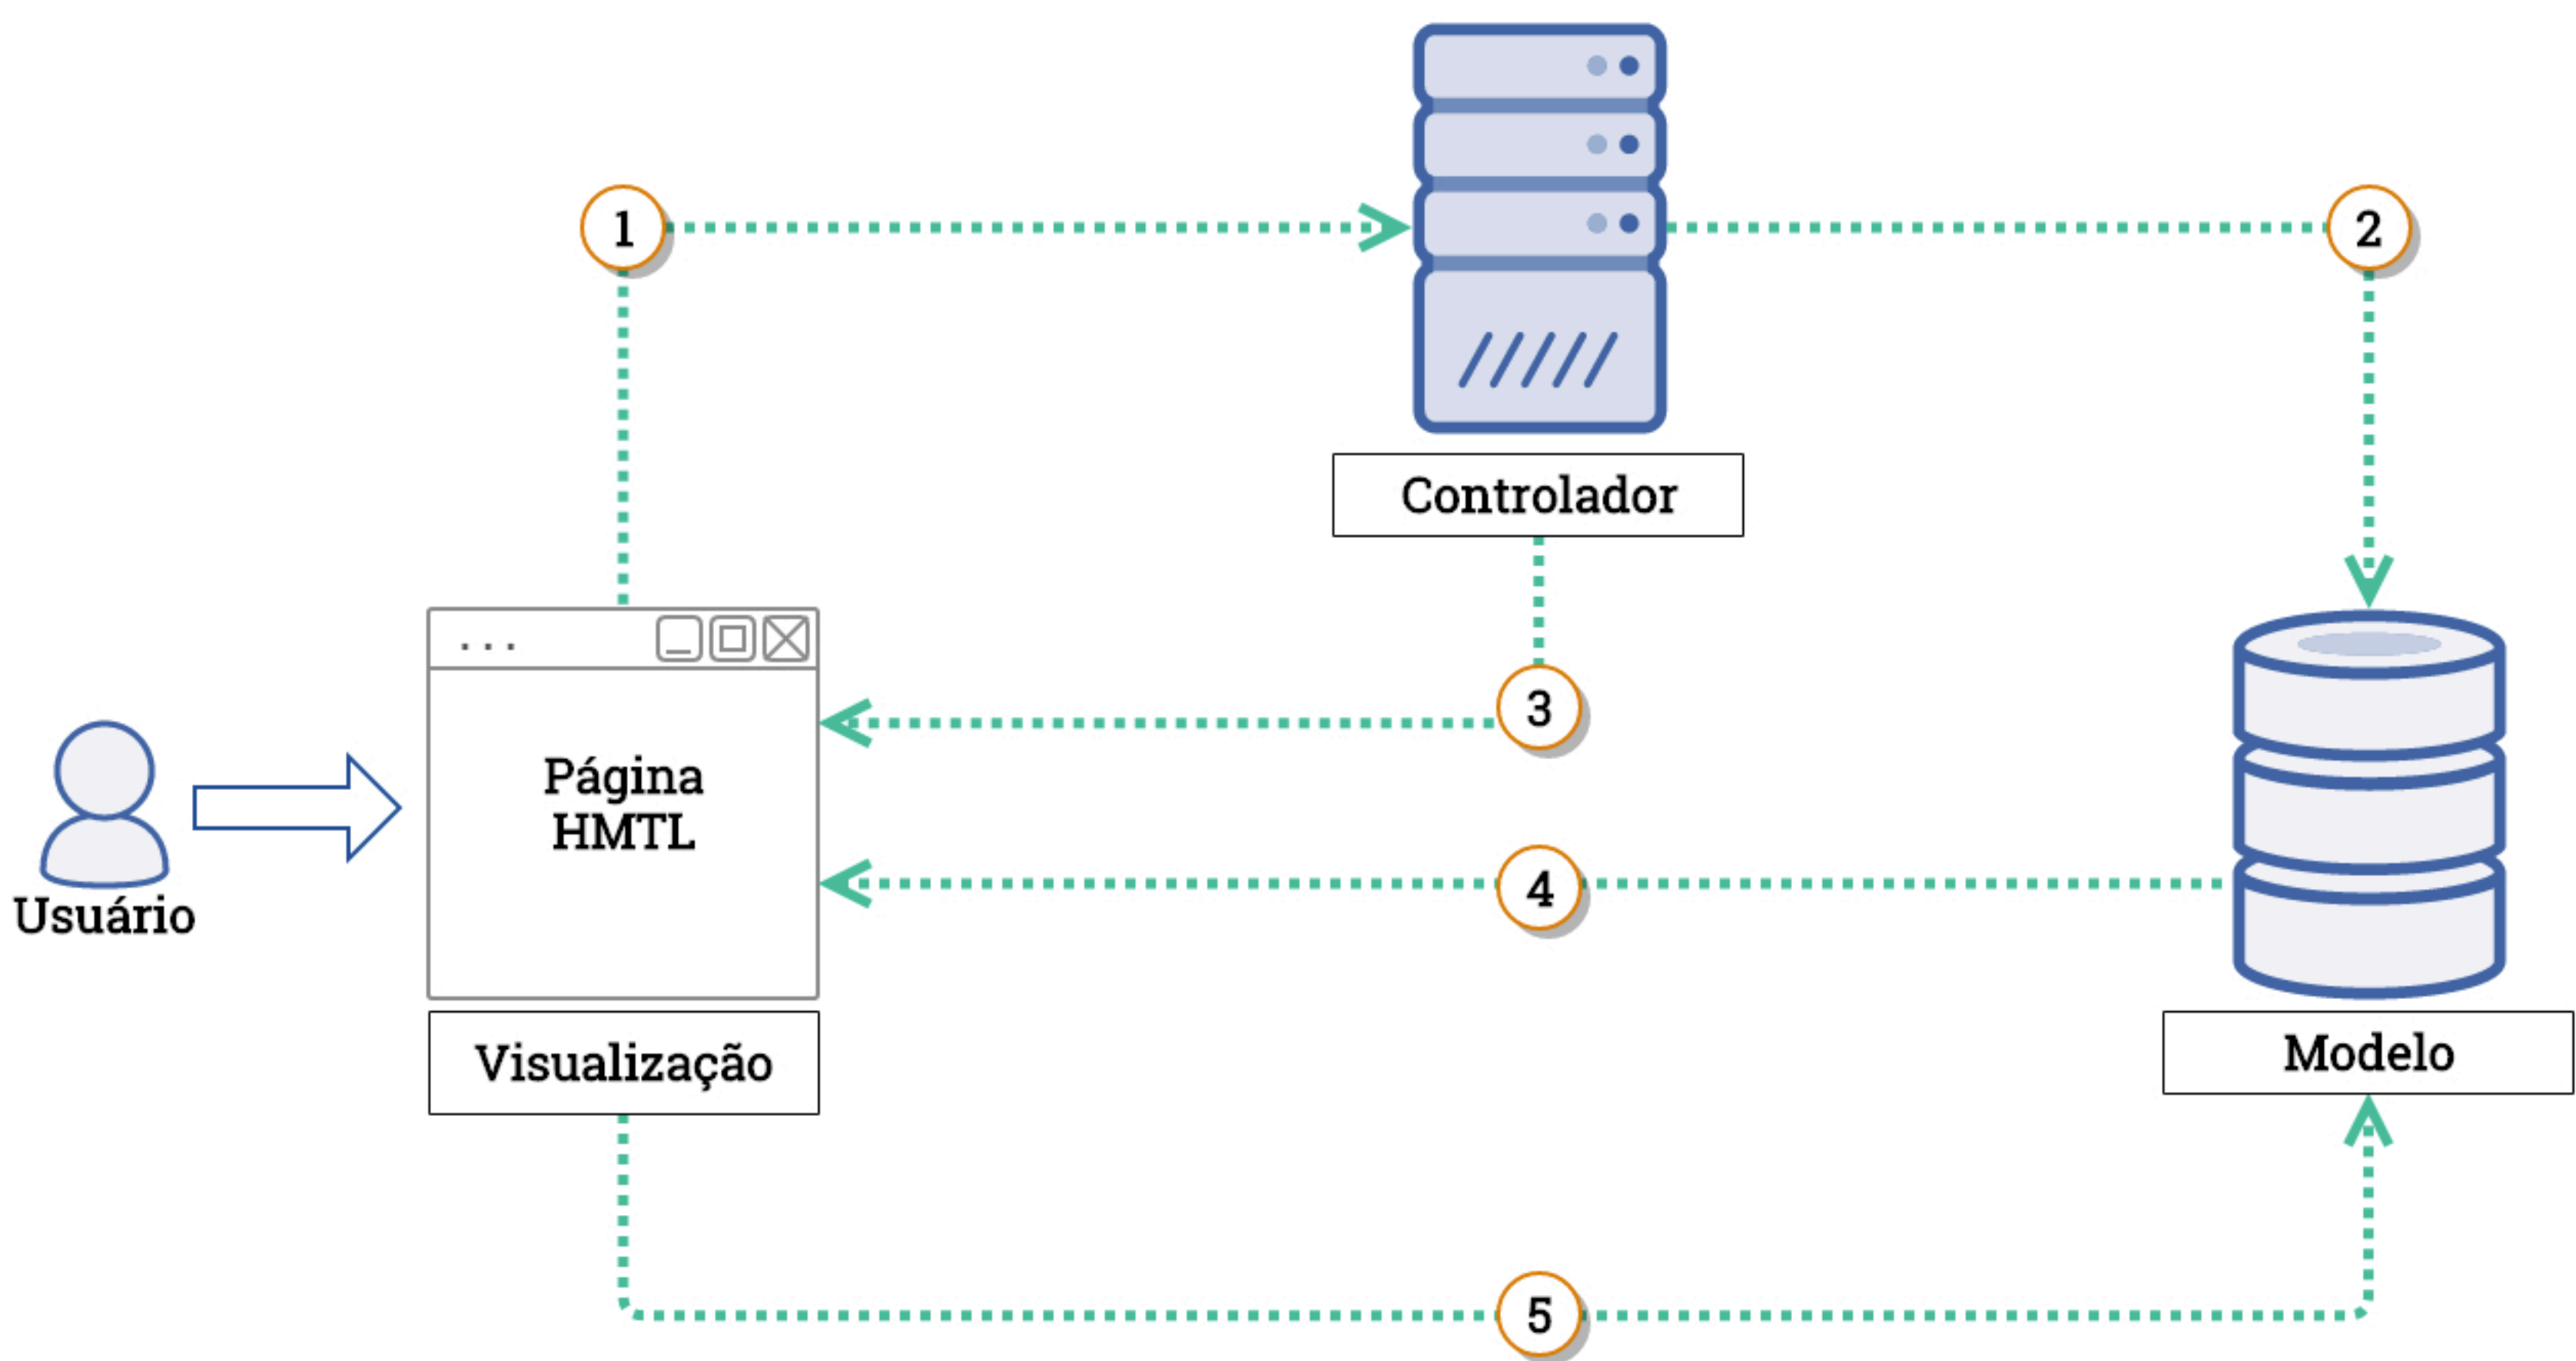 1
2
Controlador
3
Página
HMTL
4
Usuário
Visualização
Modelo
5